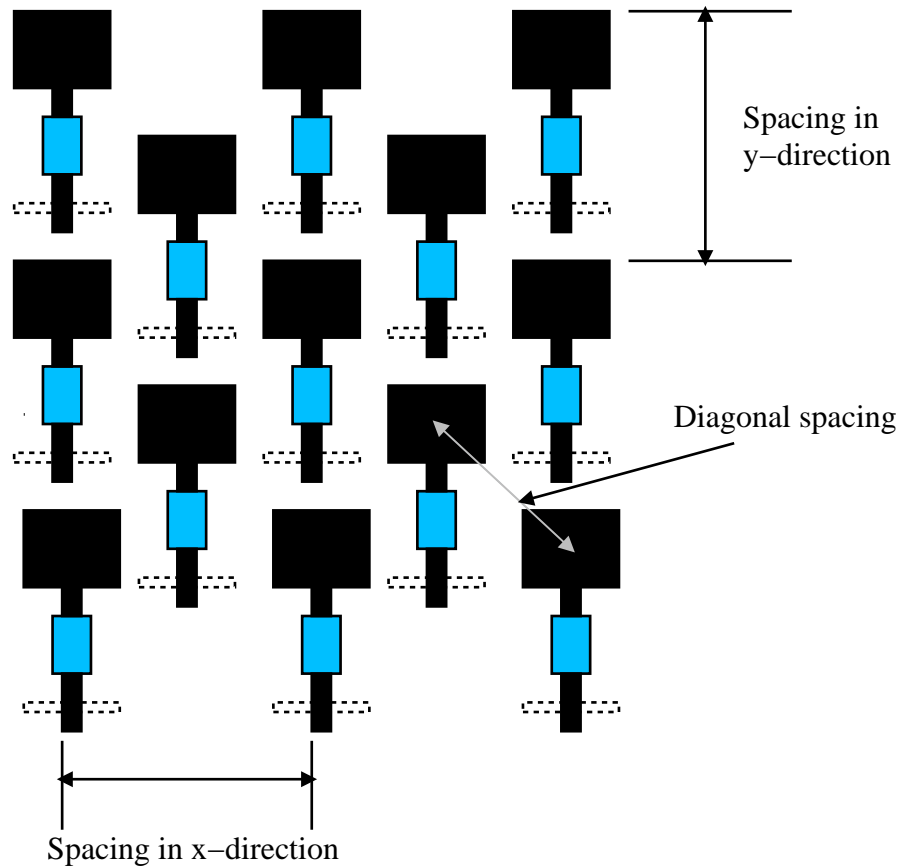 Spacing in
y−direction
Diagonal spacing
Spacing in x−direction